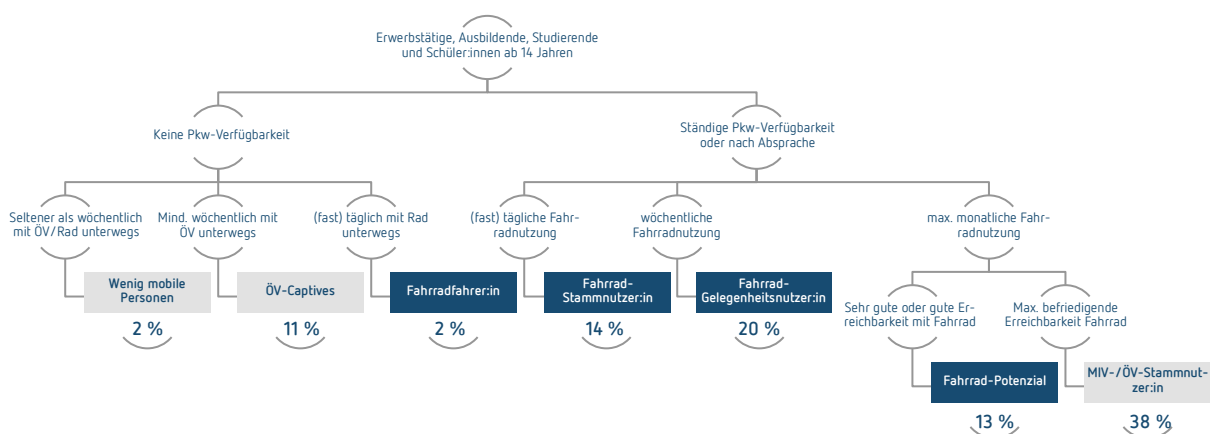 Erwerbstätige, Ausbildende, Studierende
und Schüler:innen ab 14 Jahren
Keine Pkw-Verfügbarkeit
Ständige Pkw-Verfügbarkeit
oder nach Absprache
Seltener als wöchentlich
mit ÖV/Rad unterwegs
Mind. wöchentlich mit
ÖV unterwegs
(fast) täglich mit Rad
unterwegs
(fast) tägliche Fahr-
radnutzung
wöchentliche
Fahrradnutzung
max. monatliche Fahr-
radnutzung
Wenig mobile
Personen
2 %
ÖV-Captives
11 %
Fahrradfahrer:in
2 %
Fahrrad-
Stammnutzer:in
14 %
Fahrrad-
Gelegenheitsnutzer:in
20 %
Sehr gute oder gute Er-
reichbarkeit mit Fahrrad
Max. befriedigende
Erreichbarkeit Fahrrad
Fahrrad-Potenzial
13 %
MIV-/ÖV-Stammnut-
zer:in
38 %